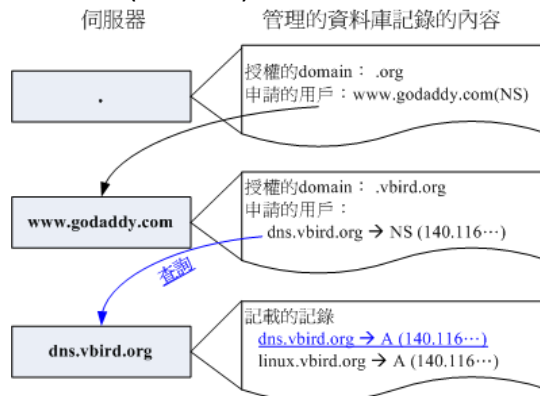 伺服器
管理的資料庫記錄的內容
.
授權的domain： .org
申請的用戶：www.godaddy.com(NS)
www.godaddy.com
授權的domain： .vbird.org
申請的用戶：
dns.vbird.org → NS (140.116…)
查詢
dns.vbird.org
記載的記錄
dns.vbird.org → A (140.116…)
linux.vbird.org → A (140.116…)